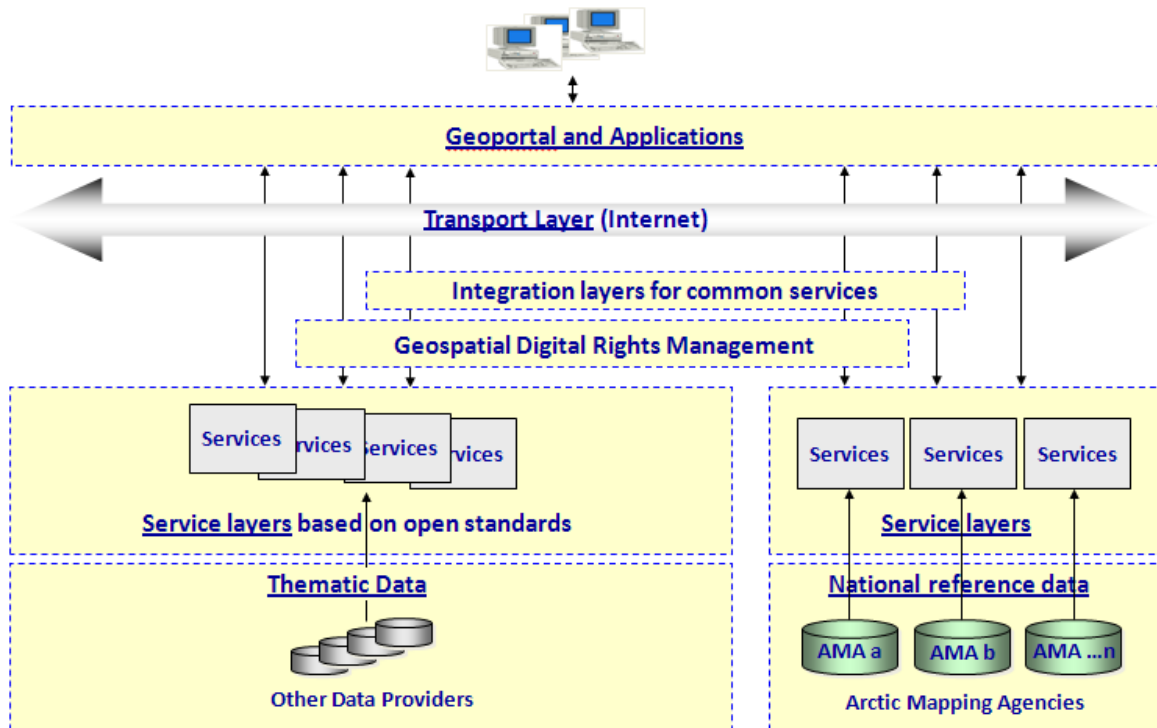 Geoportal and Applications
Transport Layer (Internet)
Integration layers for common services
Geospatial Digital Rights Management
Services
Services
Services
Services
Services
Services
Services
Service layers based on open standards
Service layers
Thematic Data
National reference data
AMA a
AMA b
AMA ...n
Other Data Providers
Arctic Mapping Agencies